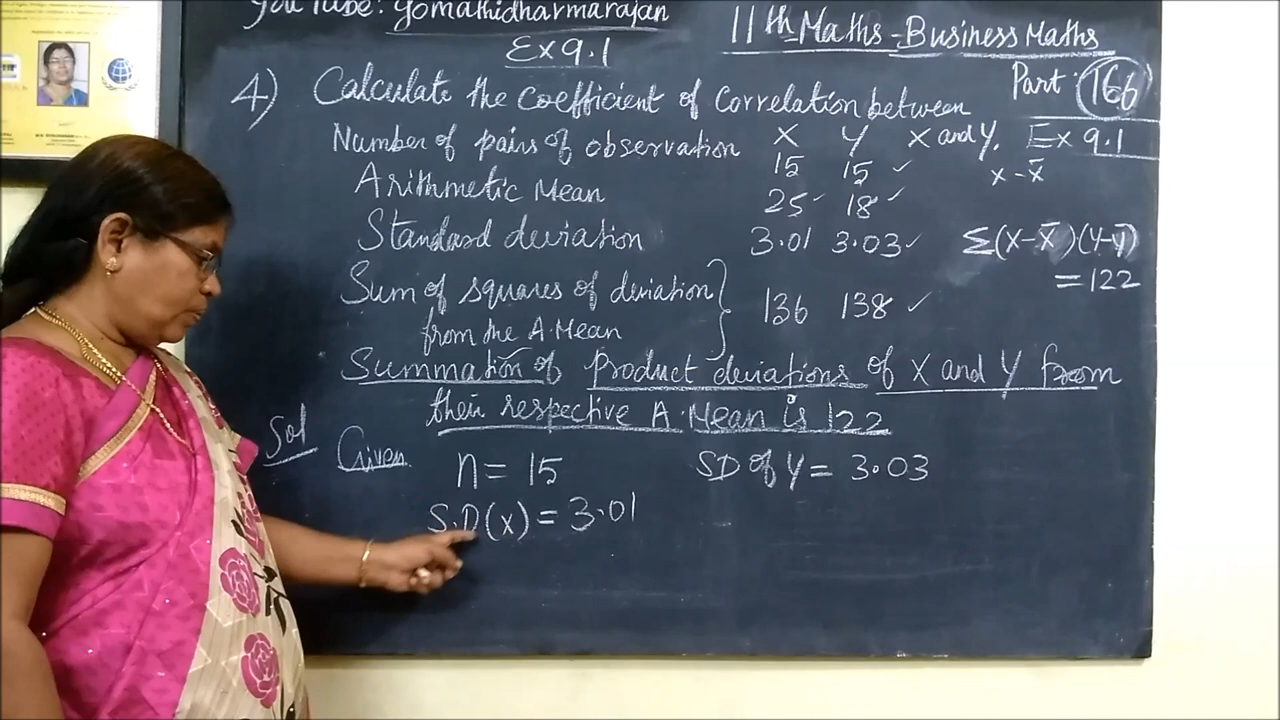 YouTube: gomathidharmarajan
11th Maths - Business Maths
Ex 9.1
Part: 166
4) Calculate the coefficient of correlation between
X and Y. Ex 9.1
X Y
Number of pairs of observation 15 15 ✓ x - x̄
Arithmetic Mean 25 ✓ 18 ✓
Standard deviation 3.01 3.03 ✓ Σ(X-X̄)(Y-Ȳ)
= 122
Sum of squares of deviation
from the A.Mean } 136 138 ✓
Summation of Product deviations of X and Y from
their respective A.Mean is 122
Sol Given n = 15 SD of Y = 3.03
S.D(X) = 3.01